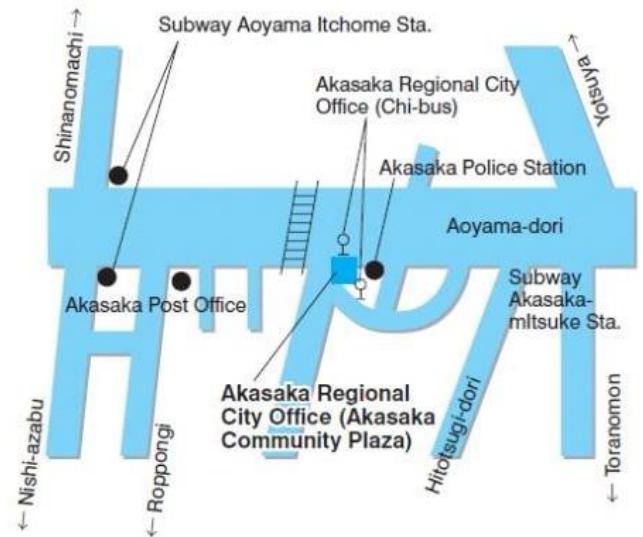 Subway Aoyama Itchome Sta.
Shinanomachi →
← Yotsuya
Akasaka Regional City
Office (Chi-bus)
Akasaka Police Station
Aoyama-dori
Akasaka Post Office
Subway
Akasaka-
mItsuke Sta.
Akasaka Regional
City Office (Akasaka
Community Plaza)
← Nishi-azabu
← Roppongi
Hitotsugi-dori
← Toranomon